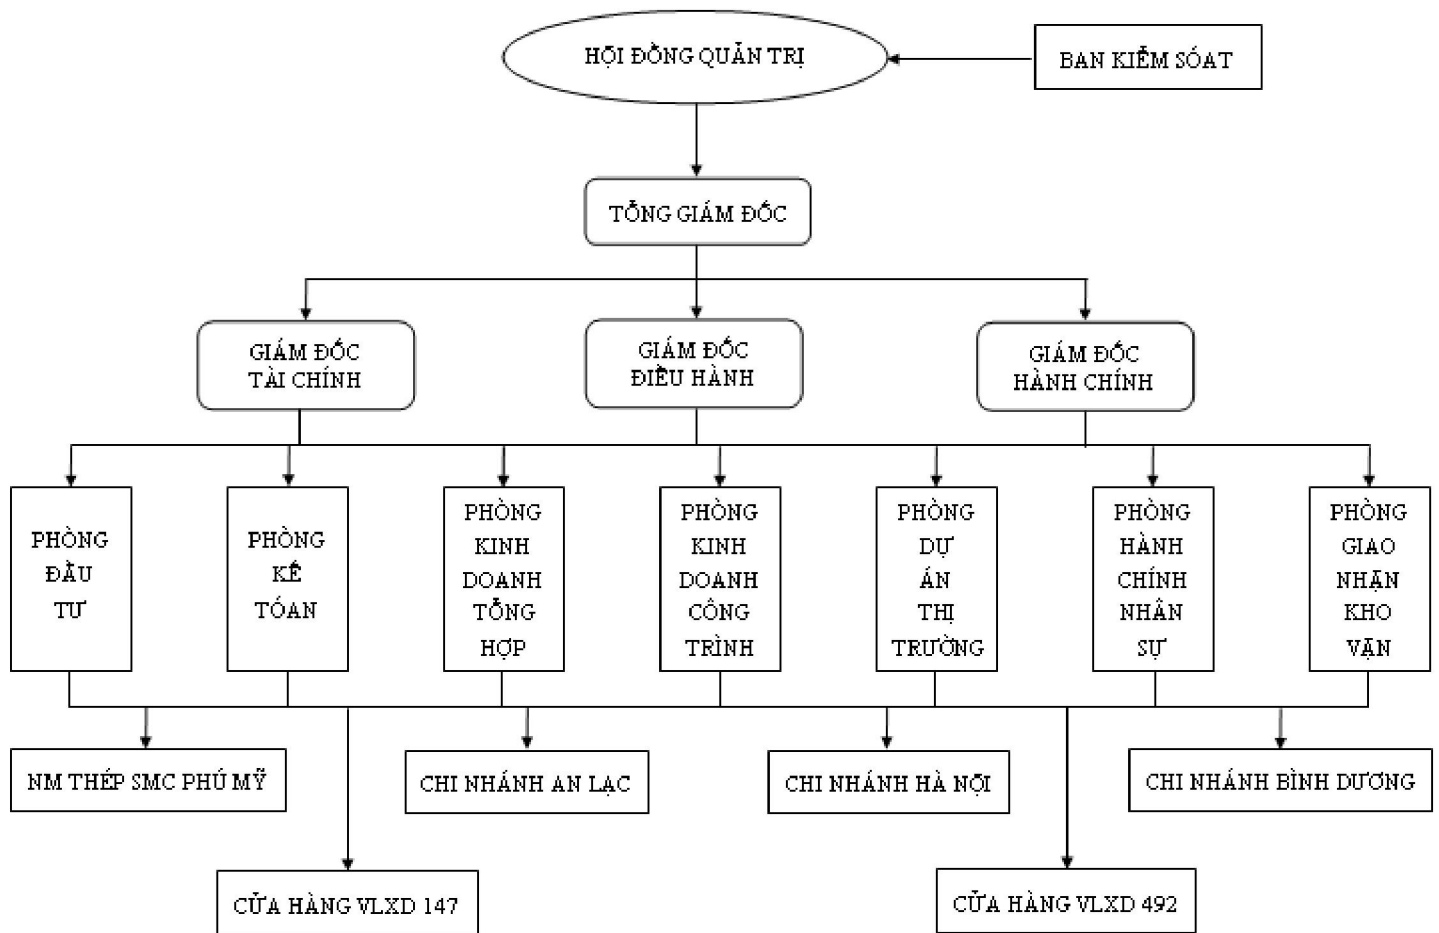 HỘI ĐỒNG QUẢN TRỊ
BAN KIỂM SÓAT
TỔNG GIÁM ĐỐC
GIÁM ĐỐC
TÀI CHÍNH
GIÁM ĐỐC
ĐIỀU HÀNH
GIÁM ĐỐC
HÀNH CHÍNH
PHÒNG
ĐẦU
TƯ
PHÒNG
KẾ
TÓAN
PHÒNG
KINH
DOANH
TỔNG
HỢP
PHÒNG
KINH
DOANH
CÔNG
TRÌNH
PHÒNG
DỰ
ÁN
THỊ
TRƯỜNG
PHÒNG
HÀNH
CHÍNH
NHÂN
SỰ
PHÒNG
GIAO
NHẬN
KHO
VẬN
NM THÉP SMC PHÚ MỸ
CHI NHÁNH AN LẠC
CHI NHÁNH HÀ NỘI
CHI NHÁNH BÌNH DƯƠNG
CỬA HÀNG VLXD 147
CỬA HÀNG VLXD 492